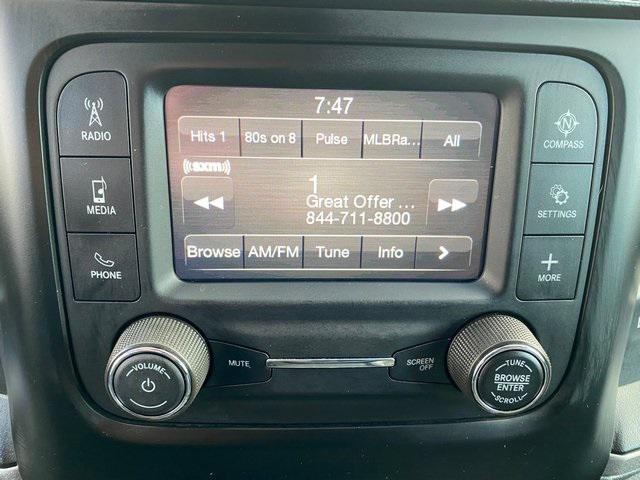 7:47
RADIO
Hits 1 80s on 8 Pulse MLBRa... All
N
COMPASS
((sxm))
1
MEDIA
Great Offer ...
844-711-8800
SETTINGS
PHONE
Browse AM/FM Tune Info >
MORE
VOLUME
MUTE
SCREEN
OFF
TUNE
BROWSE
ENTER
SCROLL